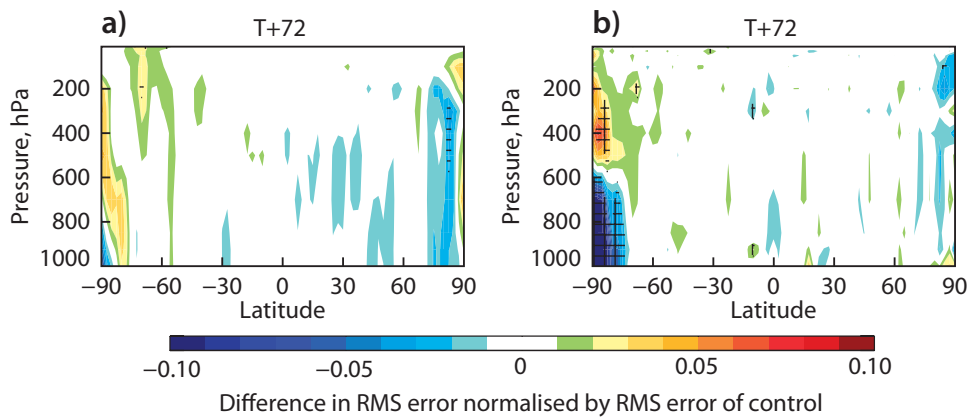 a)
T+72
Pressure, hPa
200
400
600
800
1000
−90 −60 −30 0 30 60 90
Latitude
b)
T+72
Pressure, hPa
200
400
600
800
1000
−90 −60 −30 0 30 60 90
Latitude
−0.10 −0.05 0 0.05 0.10
Difference in RMS error normalised by RMS error of control